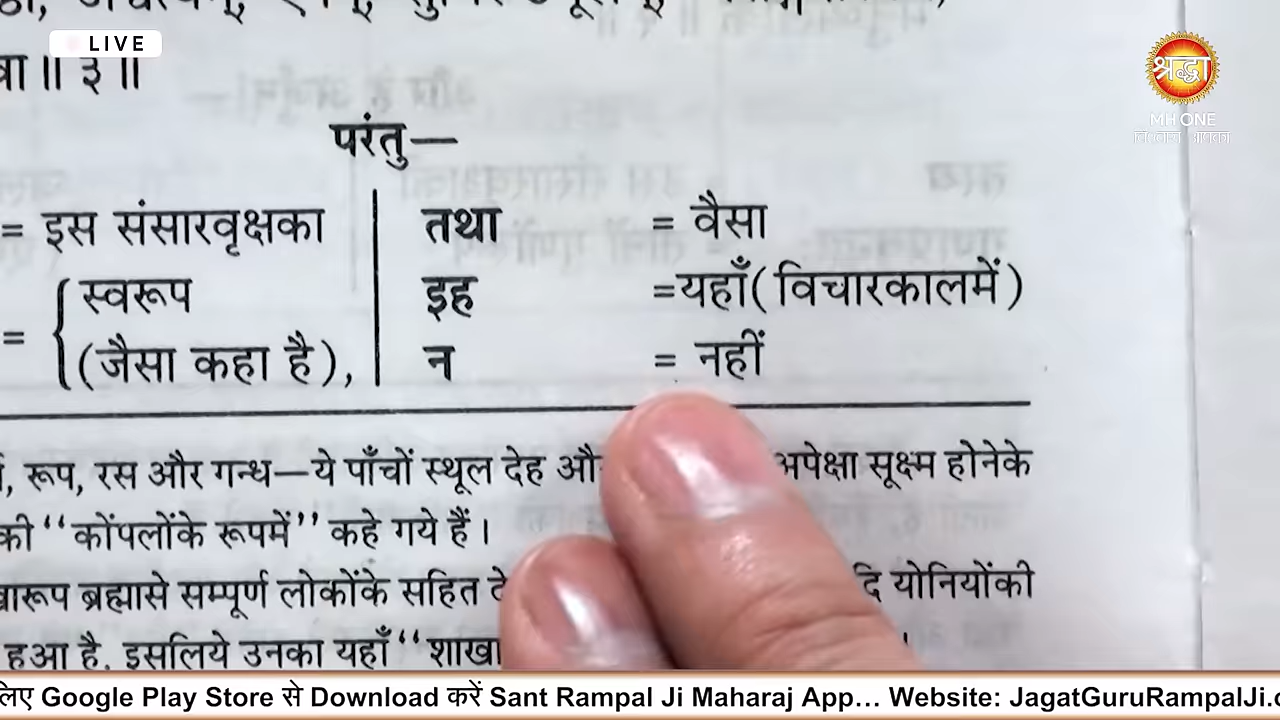 LIVE
श्रद्धा
MH ONE
॥ ३ ॥
परंतु—
= इस संसारवृक्षका
तथा = वैसा
= स्वरूप
इह =यहाँ(विचारकालमें)
(जैसा कहा है),
न = नहीं
रूप, रस और गन्ध—ये पाँचों स्थूल देह अपेक्षा सूक्ष्म होनेके
की “कोंपलोंके रूपमें” कहे गये हैं।
ब्रह्मासे सम्पूर्ण लोकोंके सहित योनियोंकी
हुआ है, इसलिये उनका यहाँ “शाखा
लिए Google Play Store से Download करें Sant Rampal Ji Maharaj App... Website: JagatGuruRampalJi.